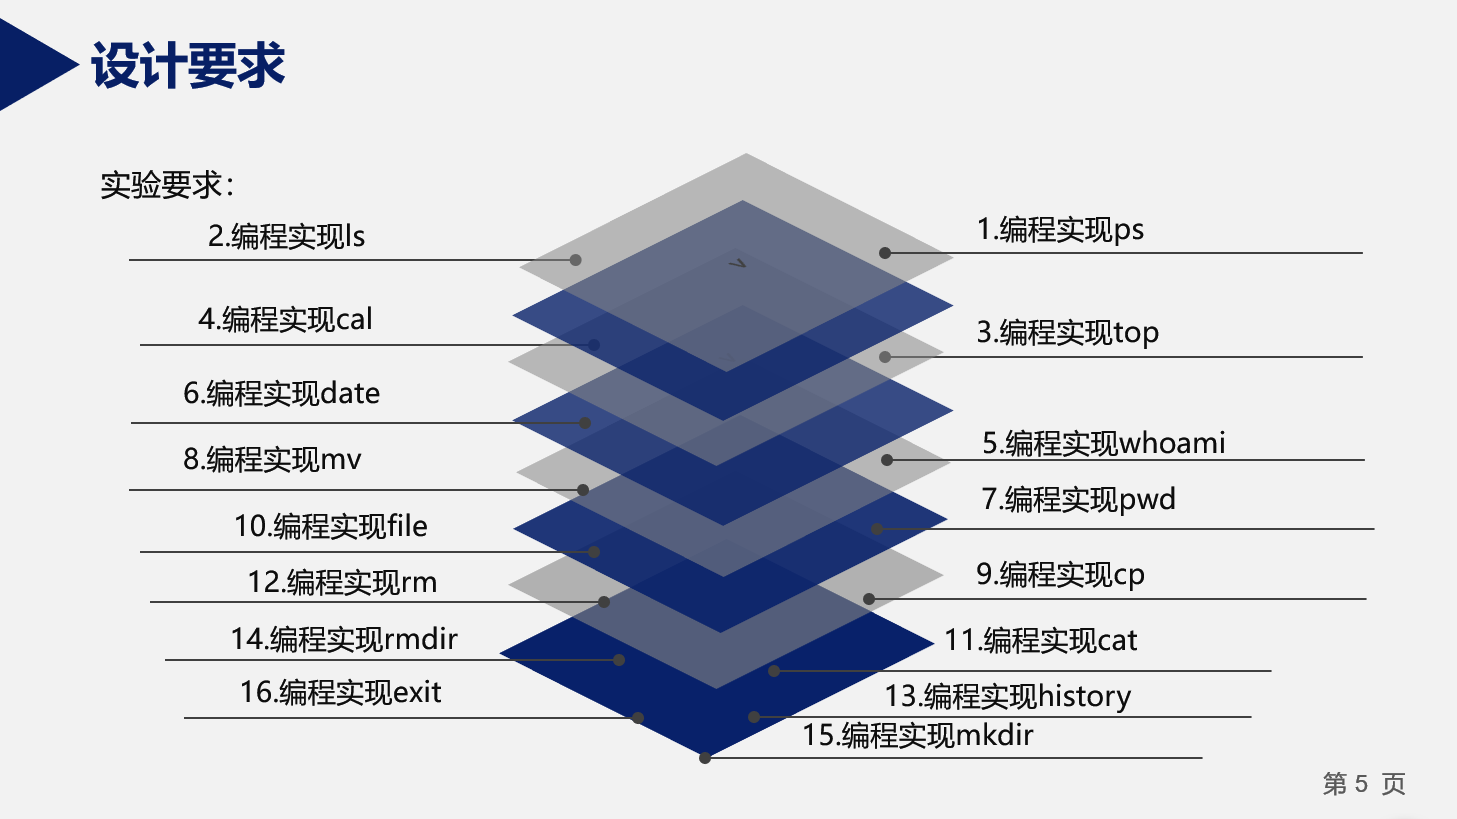 设计要求
实验要求：
1.编程实现ps
2.编程实现ls
3.编程实现top
4.编程实现cal
5.编程实现whoami
6.编程实现date
7.编程实现pwd
8.编程实现mv
9.编程实现cp
10.编程实现file
11.编程实现cat
12.编程实现rm
13.编程实现history
14.编程实现rmdir
15.编程实现mkdir
16.编程实现exit
第 5 页